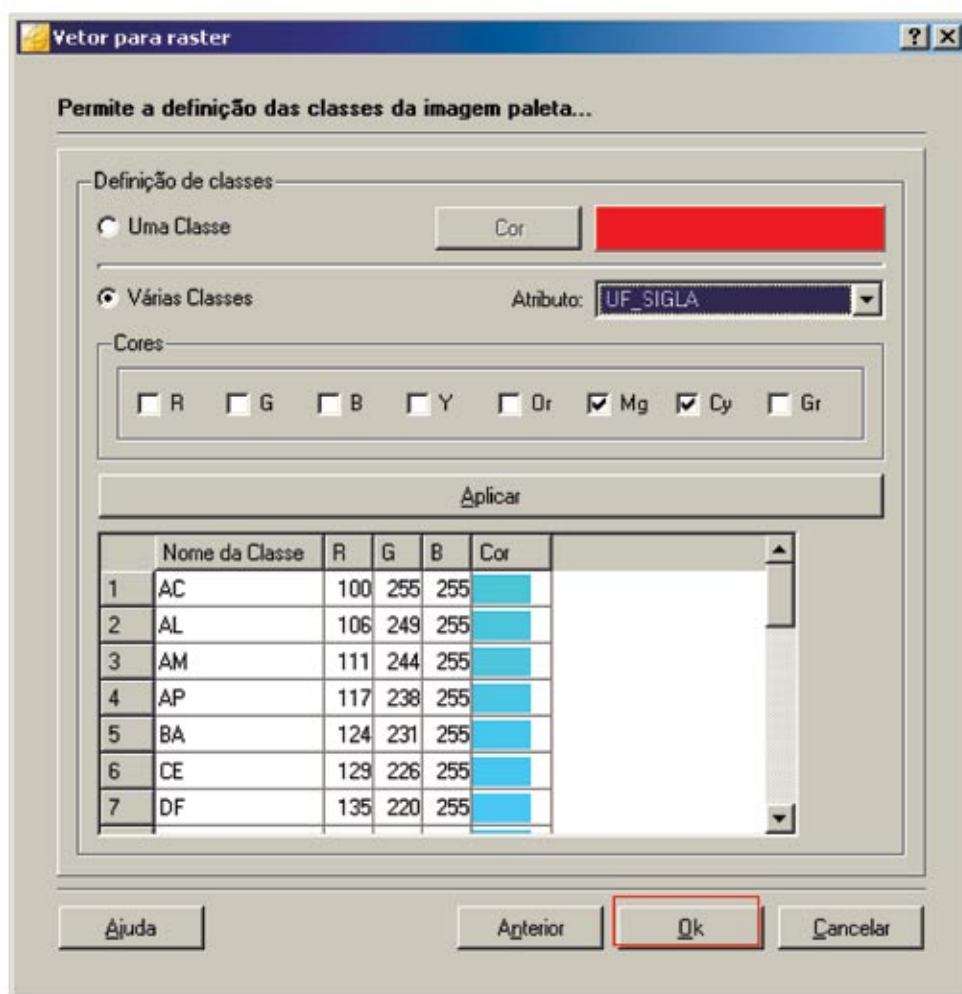 Vetor para raster
Permite a definição das classes da imagem paleta...
Definição de classes
Uma Classe Cor
Várias Classes Atributo: UF_SIGLA
Cores
R G B Y Or Mg Cy Gr
Aplicar
Nome da Classe R G B Cor
1 AC 100 255 255
2 AL 106 249 255
3 AM 111 244 255
4 AP 117 238 255
5 BA 124 231 255
6 CE 129 226 255
7 DF 135 220 255
Ajuda Anterior Ok Cancelar